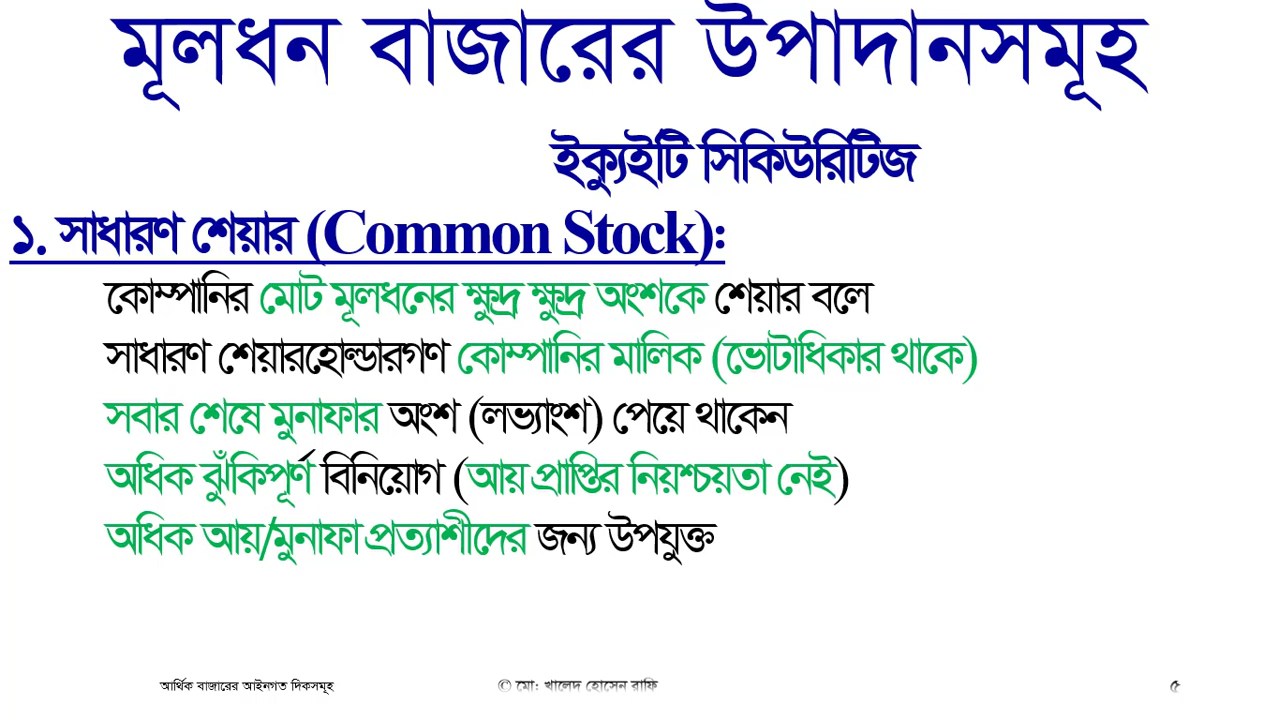 মূলধন বাজারের উপাদানসমূহ
ইক্যুইটি সিকিউরিটিজ
১. সাধারণ শেয়ার (Common Stock):
কোম্পানির মোট মূলধনের ক্ষুদ্র ক্ষুদ্র অংশকে শেয়ার বলে
সাধারণ শেয়ারহোল্ডারগণ কোম্পানির মালিক (ভোটাধিকার থাকে)
সবার শেষে মুনাফার অংশ (লভ্যাংশ) পেয়ে থাকেন
অধিক ঝুঁকিপূর্ণ বিনিয়োগ (আয় প্রাপ্তির নিয়শ্চয়তা নেই)
অধিক আয়/মুনাফা প্রত্যাশীদের জন্য উপযুক্ত
আর্থিক বাজারের আইনগত দিকসমূহ © মো: খালেদ হোসেন রাফি ৫